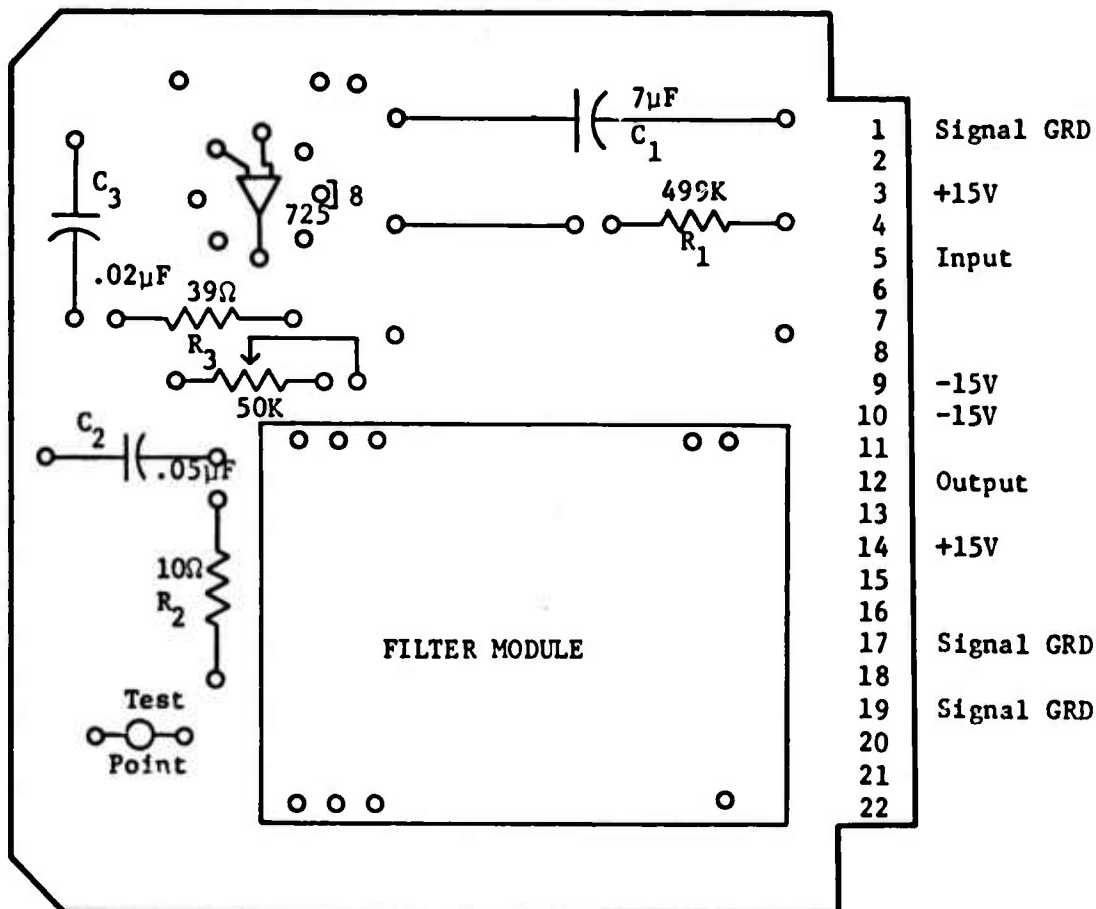 7µF
C1
499K
R1
C3
.02µF
725
]8
39Ω
R3
50K
C2
.05µF
10Ω
R2
Test
Point
FILTER MODULE
1 Signal GRD
2
3 +15V
4
5 Input
6
7
8
9 -15V
10 -15V
11
12 Output
13
14 +15V
15
16
17 Signal GRD
18
19 Signal GRD
20
21
22